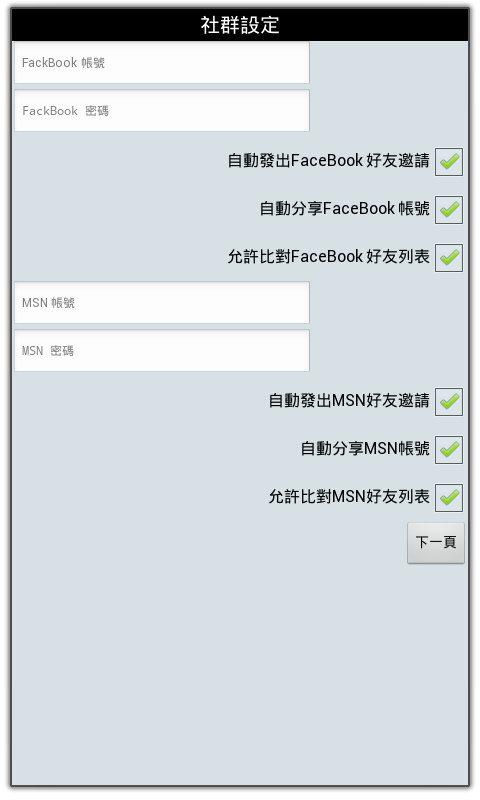 社群設定
FackBook 帳號
FackBook 密碼
自動發出FaceBook 好友邀請
自動分享FaceBook 帳號
允許比對FaceBook 好友列表
MSN 帳號
MSN 密碼
自動發出MSN好友邀請
自動分享MSN帳號
允許比對MSN好友列表
下一頁